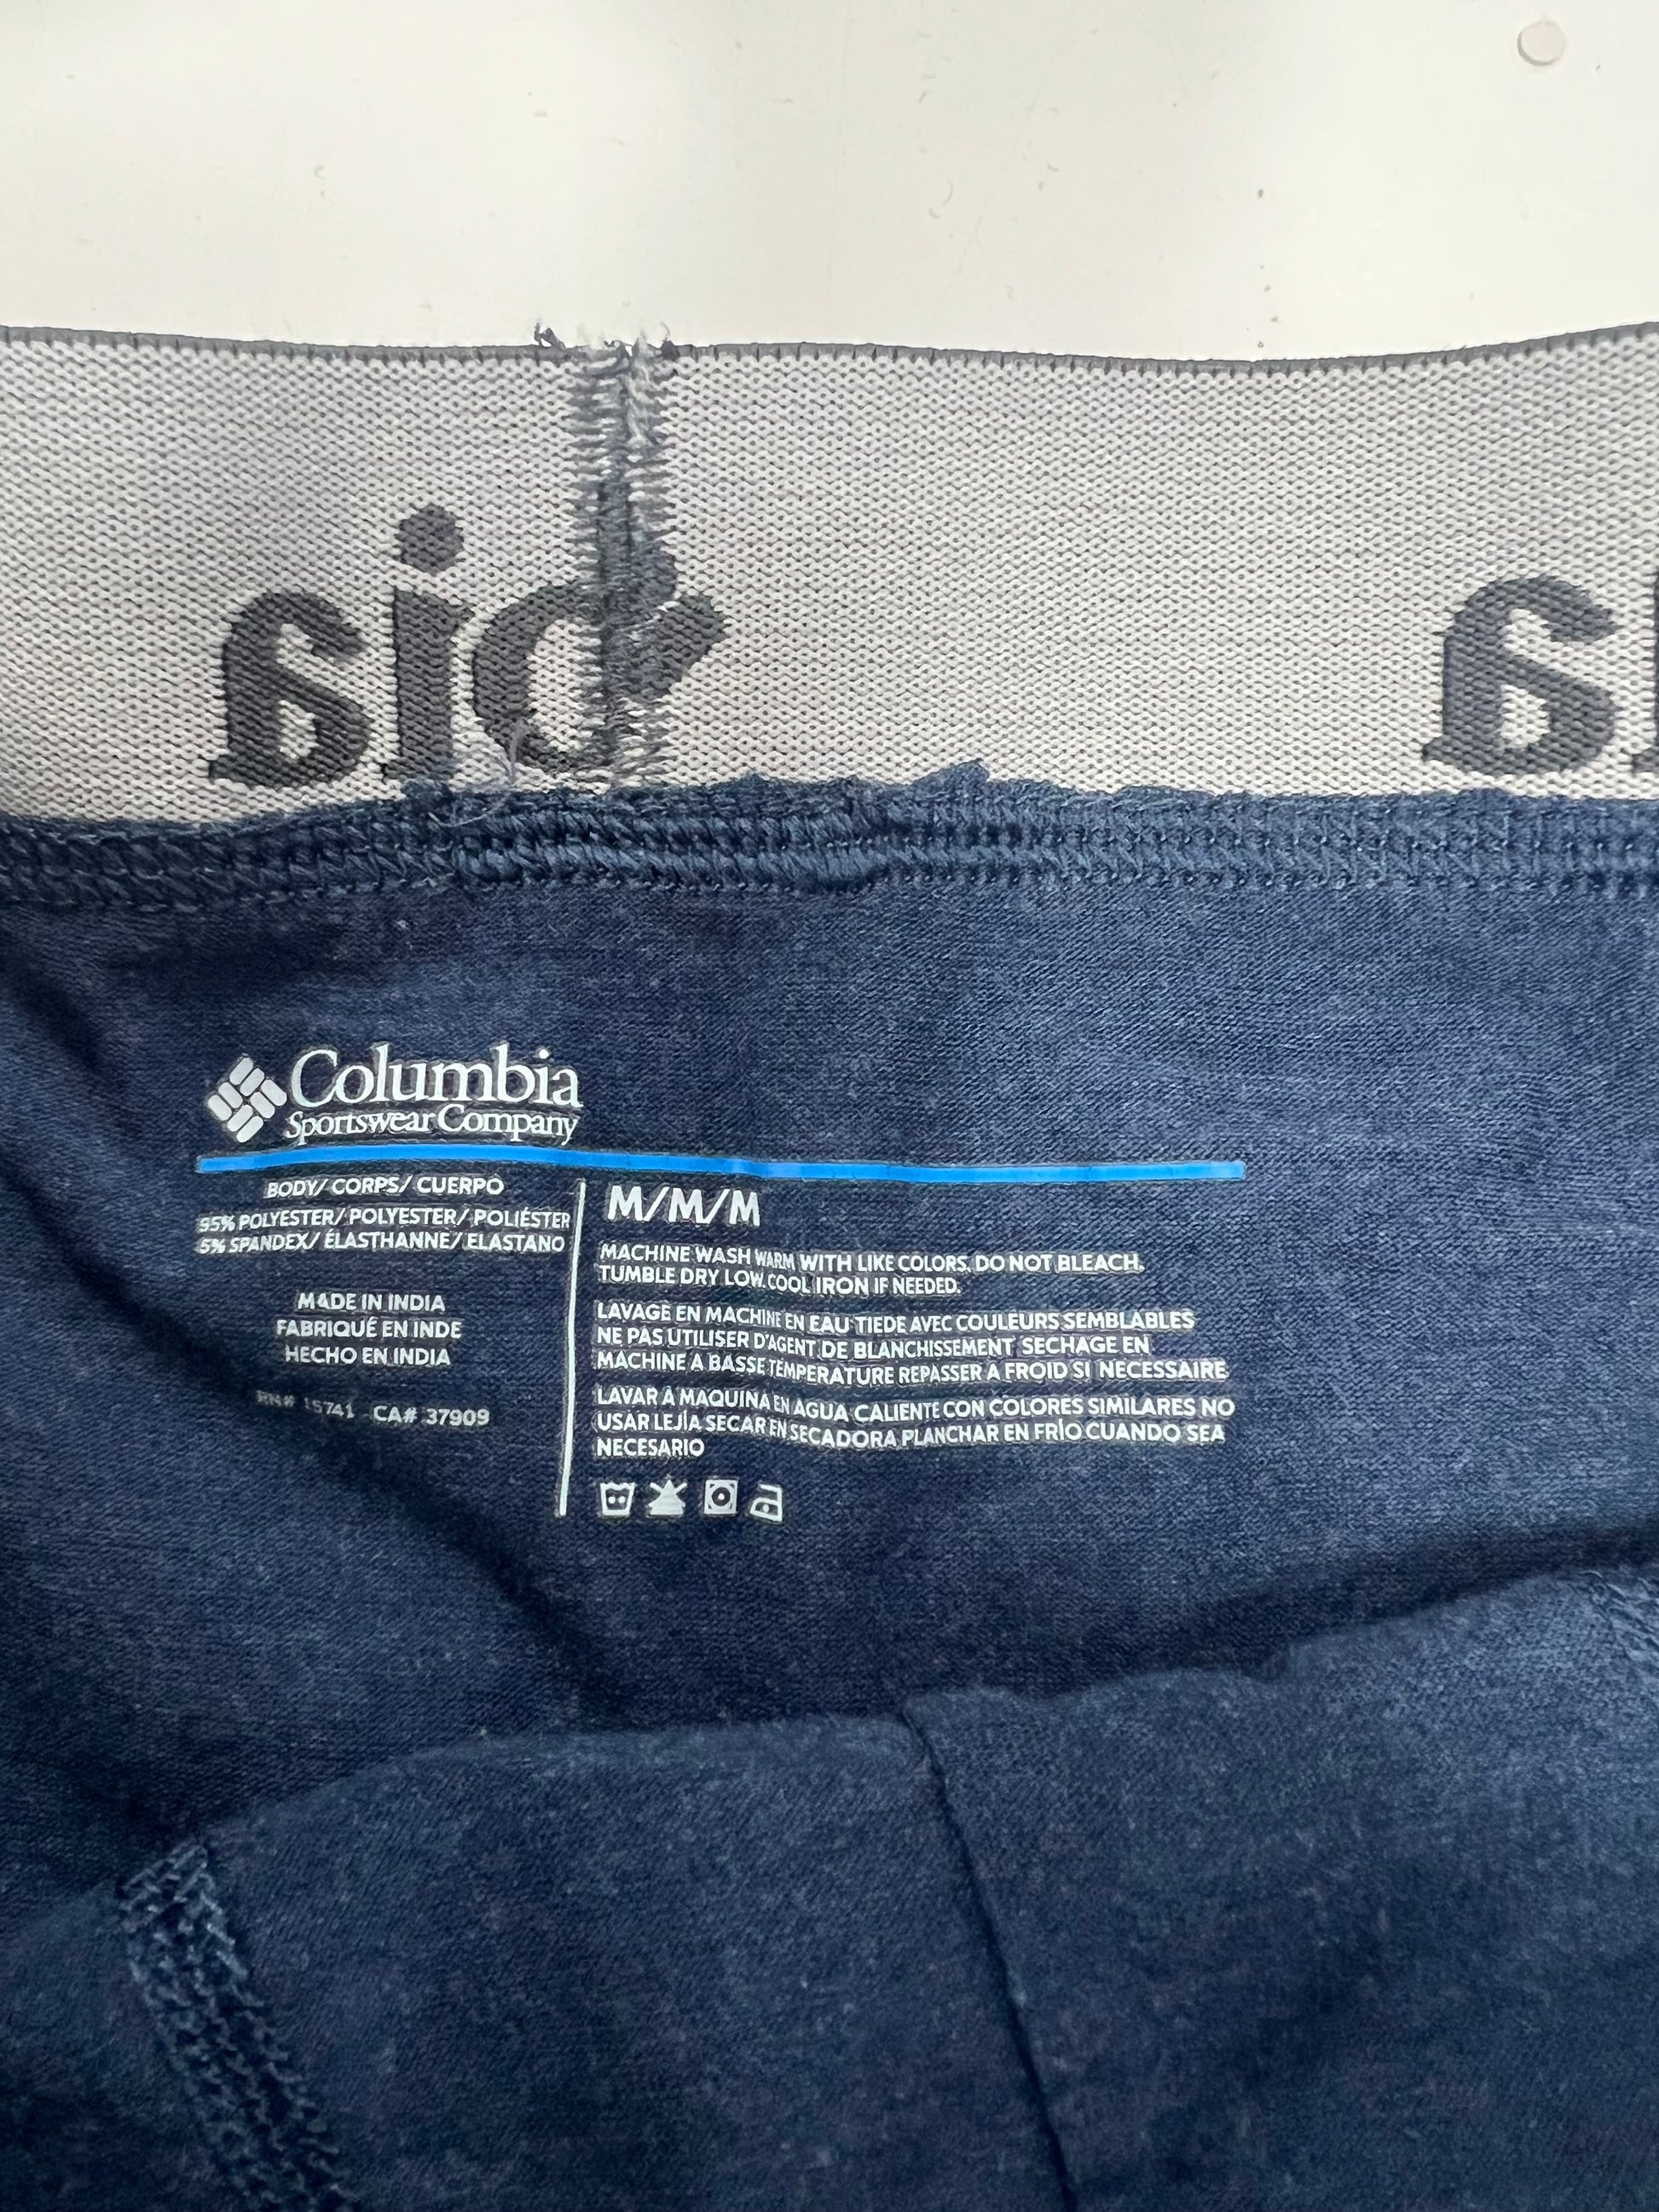 Columbia
Sportswear Company
BODY/ CORPS/ CUERPO
95% POLYESTER/ POLYESTER/ POLIÉSTER
5% SPANDEX/ ÉLASTHANNE/ ELASTANO
MADE IN INDIA
FABRIQUÉ EN INDE
HECHO EN INDIA
RN# 15741 CA# 37909
M/M/M
MACHINE WASH WARM WITH LIKE COLORS. DO NOT BLEACH.
TUMBLE DRY LOW. COOL IRON IF NEEDED.
LAVAGE EN MACHINE EN EAU TIEDE AVEC COULEURS SEMBLABLES
NE PAS UTILISER D'AGENT DE BLANCHISSEMENT SECHAGE EN
MACHINE A BASSE TEMPERATURE REPASSER A FROID SI NECESSAIRE
LAVAR A MAQUINA EN AGUA CALIENTE CON COLORES SIMILARES NO
USAR LEJÍA SECAR EN SECADORA PLANCHAR EN FRÍO CUANDO SEA
NECESARIO